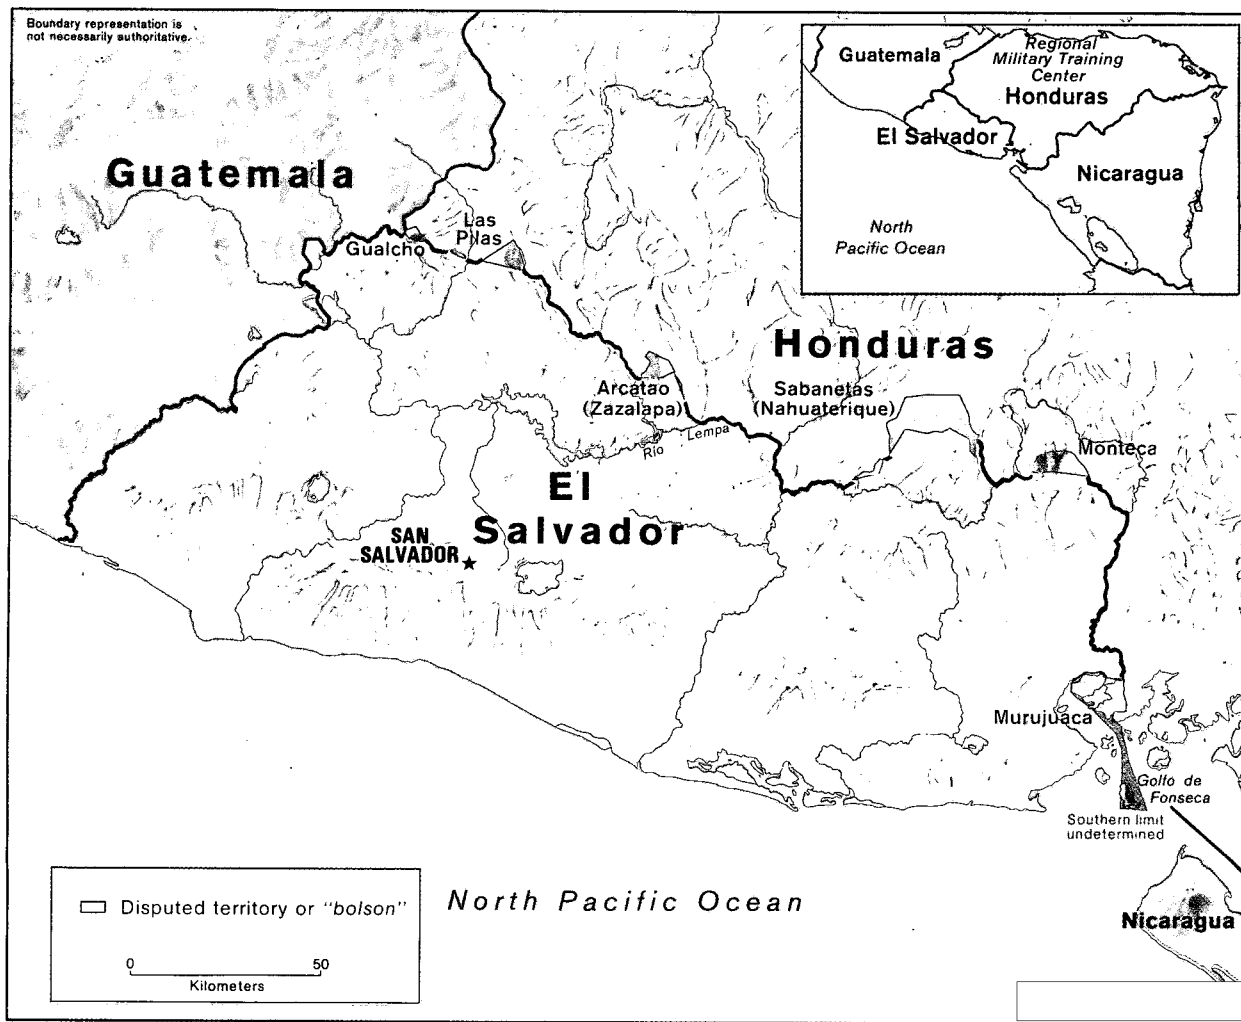 Boundary representation is
not necessarily authoritative.
Guatemala
Regional
Military Training
Center
Honduras
El Salvador
Nicaragua
North
Pacific Ocean
Guatemala
Las
Pilas
Gualcho
Honduras
Arcatao
(Zazalapa)
Sabanetas
(Nahuaterique)
Río Lempa
Monteca
El
Salvador
SAN
SALVADOR
Murujuaca
Golfo de
Fonseca
Southern limit
undetermined
Disputed territory or "bolson"
0 50
Kilometers
North Pacific Ocean
Nicaragua